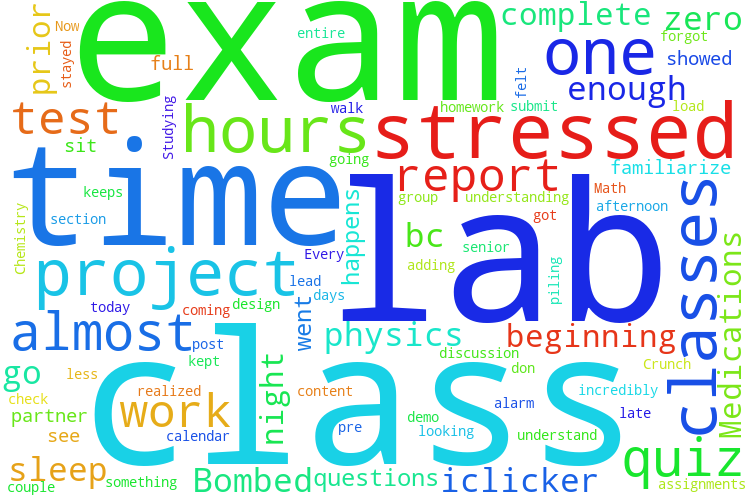 exam
complete
zero
Now
prior
stayed
full
entire
forgot
one
showed
felt
enough
test
Studying
hours
walk
homework
submit
load
stressed
sit
going
time
report
familiarize
Math
keeps
happens
group
understanding
afternoon
section
got
lab
classes
Chemistry
bc
senior
Every
adding
project
lead
days
piling
Medications
today
coming
design
went
almost
post
physics
beginning
kept
discussion
go
less
night
don
Crunch
class
check
realized
content
incredibly
partner
work
demo
alarm
late
calendar
pre
looking
understand
see
quiz
sleep
couple
something
Bombed
questions
iclicker
assignments